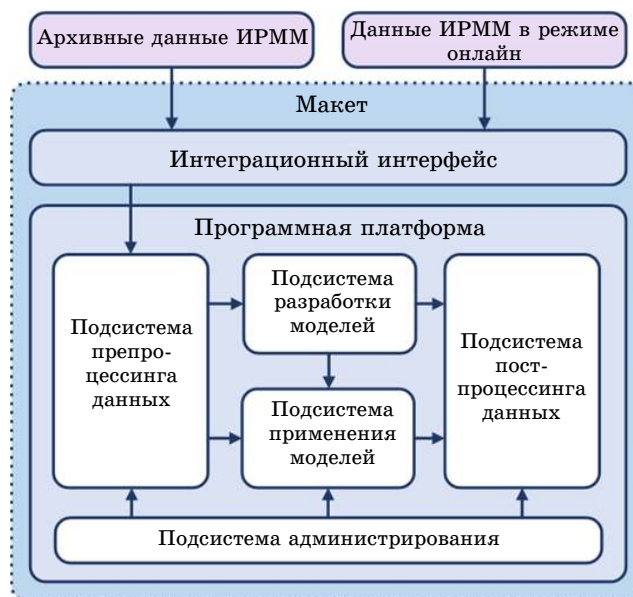 Архивные данные ИРММ
Данные ИРММ в режиме
онлайн
Макет
Интеграционный интерфейс
Программная платформа
Подсистема
препро-
цессинга
данных
Подсистема
разработки
моделей
Подсистема
применения
моделей
Подсистема
пост-
процессинга
данных
Подсистема администрирования